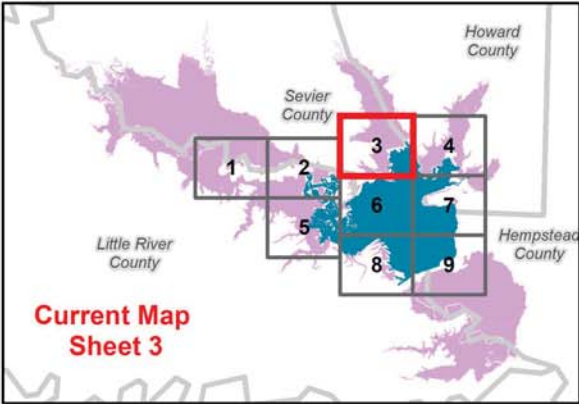 Howard
County
Sevier
County
3
4
1
2
6
7
5
Little River
County
Hempstead
County
8
9
Current Map
Sheet 3